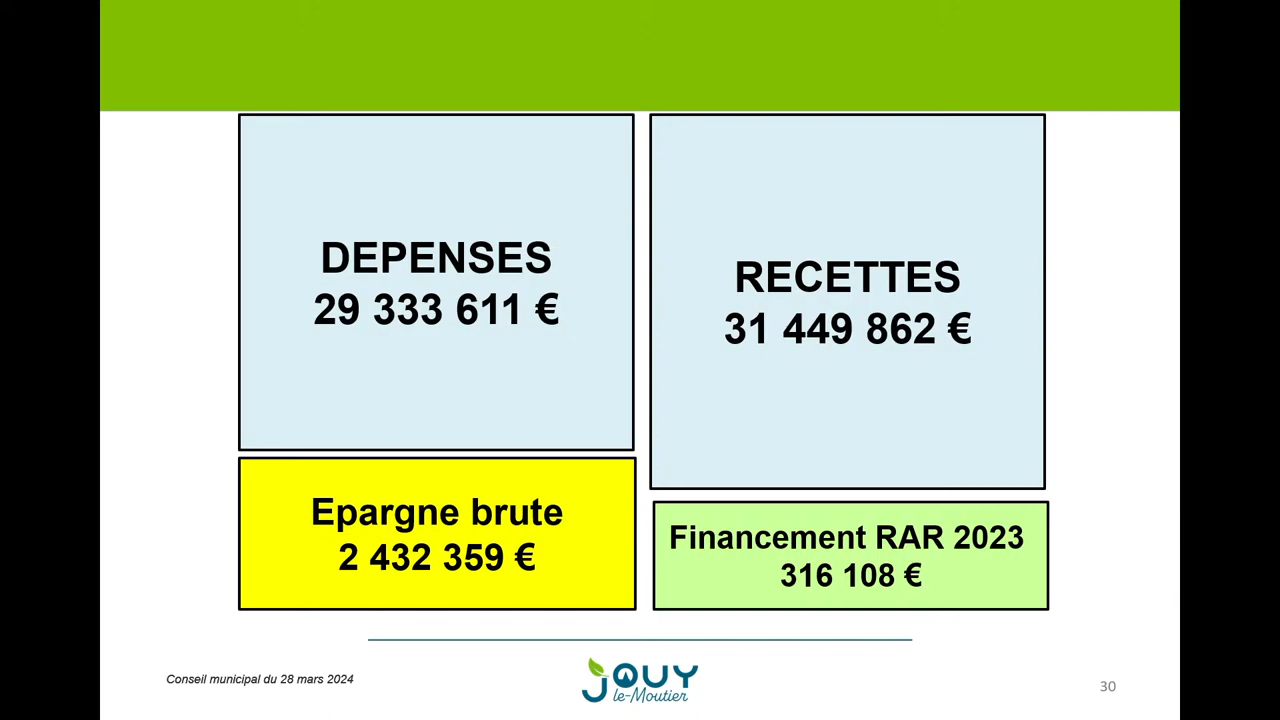 DEPENSES
29 333 611 €
RECETTES
31 449 862 €
Epargne brute
2 432 359 €
Financement RAR 2023
316 108 €
Conseil municipal du 28 mars 2024
JOUY
le-Moutier
30